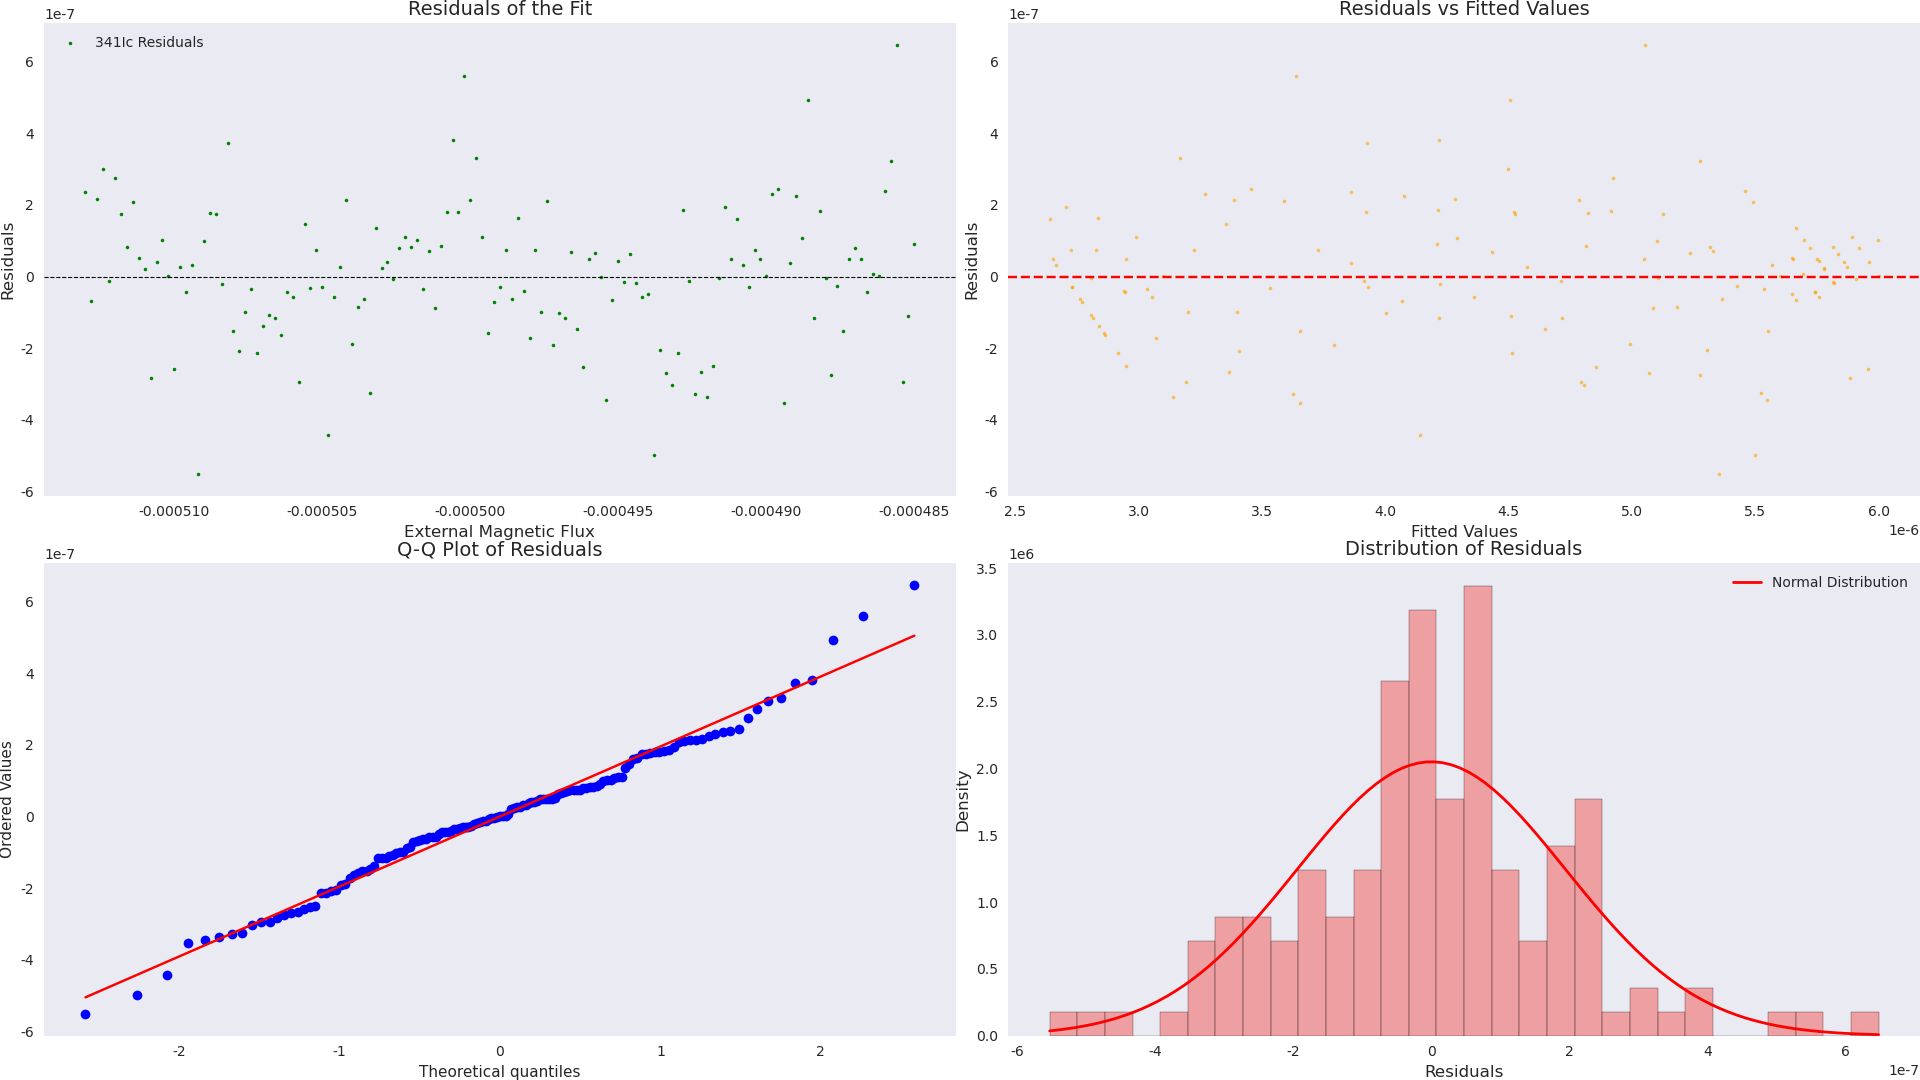 Residuals of the Fit
1e-7
341Ic Residuals
6
4
2
0
-2
-4
-6
Residuals
-0.000510 -0.000505 -0.000500 -0.000495 -0.000490 -0.000485
External Magnetic Flux
Residuals vs Fitted Values
1e-7
6
4
2
0
-2
-4
-6
Residuals
2.5 3.0 3.5 4.0 4.5 5.0 5.5 6.0
1e-6
Fitted Values
Q-Q Plot of Residuals
1e-7
6
4
2
0
-2
-4
-6
Ordered Values
-2 -1 0 1 2
Theoretical quantiles
Distribution of Residuals
1e6
Normal Distribution
3.5
3.0
2.5
2.0
1.5
1.0
0.5
0.0
Density
-6 -4 -2 0 2 4 6
1e-7
Residuals